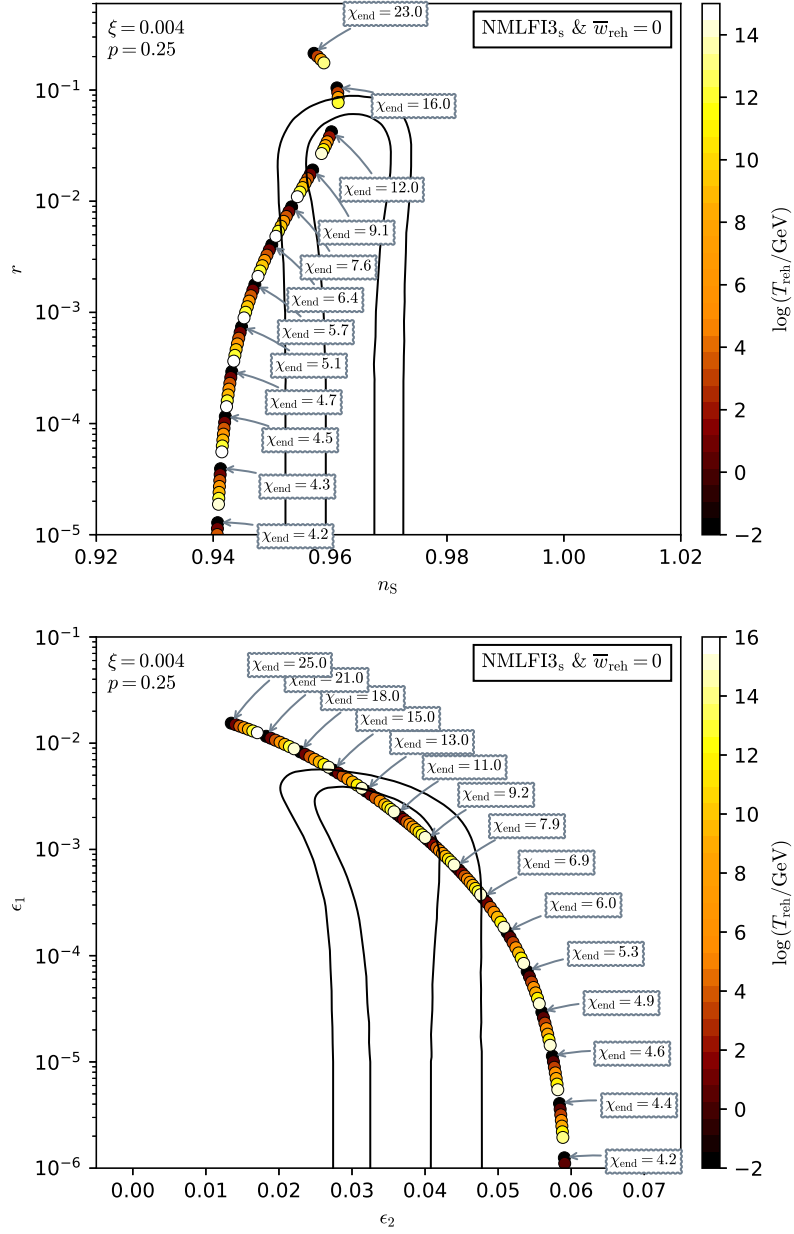 ξ = 0.004
p = 0.25
NMLFI3s & w̅reh = 0
χend = 23.0
χend = 16.0
χend = 12.0
χend = 9.1
χend = 7.6
χend = 6.4
χend = 5.7
χend = 5.1
χend = 4.7
χend = 4.5
χend = 4.3
χend = 4.2
10⁻¹
10⁻²
10⁻³
10⁻⁴
10⁻⁵
r
0.92 0.94 0.96 0.98 1.00 1.02
nS
14
12
10
8
6
4
2
0
−2
log(Treh/GeV)
ξ = 0.004
p = 0.25
NMLFI3s & w̅reh = 0
χend = 25.0
χend = 21.0
χend = 18.0
χend = 15.0
χend = 13.0
χend = 11.0
χend = 9.2
χend = 7.9
χend = 6.9
χend = 6.0
χend = 5.3
χend = 4.9
χend = 4.6
χend = 4.4
χend = 4.2
10⁻¹
10⁻²
10⁻³
10⁻⁴
10⁻⁵
10⁻⁶
ϵ1
0.00 0.01 0.02 0.03 0.04 0.05 0.06 0.07
ϵ2
16
14
12
10
8
6
4
2
0
−2
log(Treh/GeV)